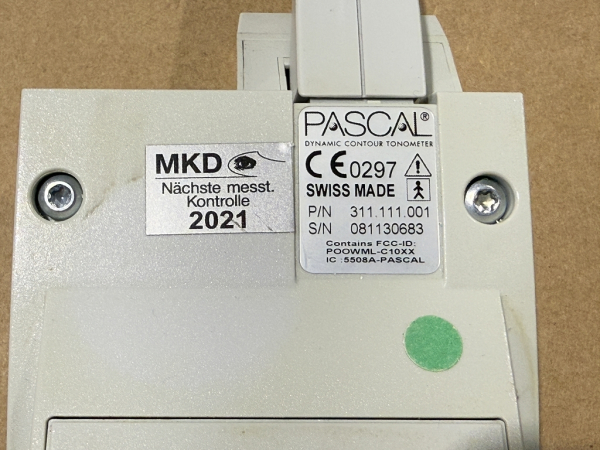 MKD
Nächste messt.
Kontrolle
2021
PASCAL®
DYNAMIC CONTOUR TONOMETER
CE 0297
SWISS MADE
P/N 311.111.001
S/N 081130683
Contains FCC-ID:
POOWML-C10XX
IC :5508A-PASCAL